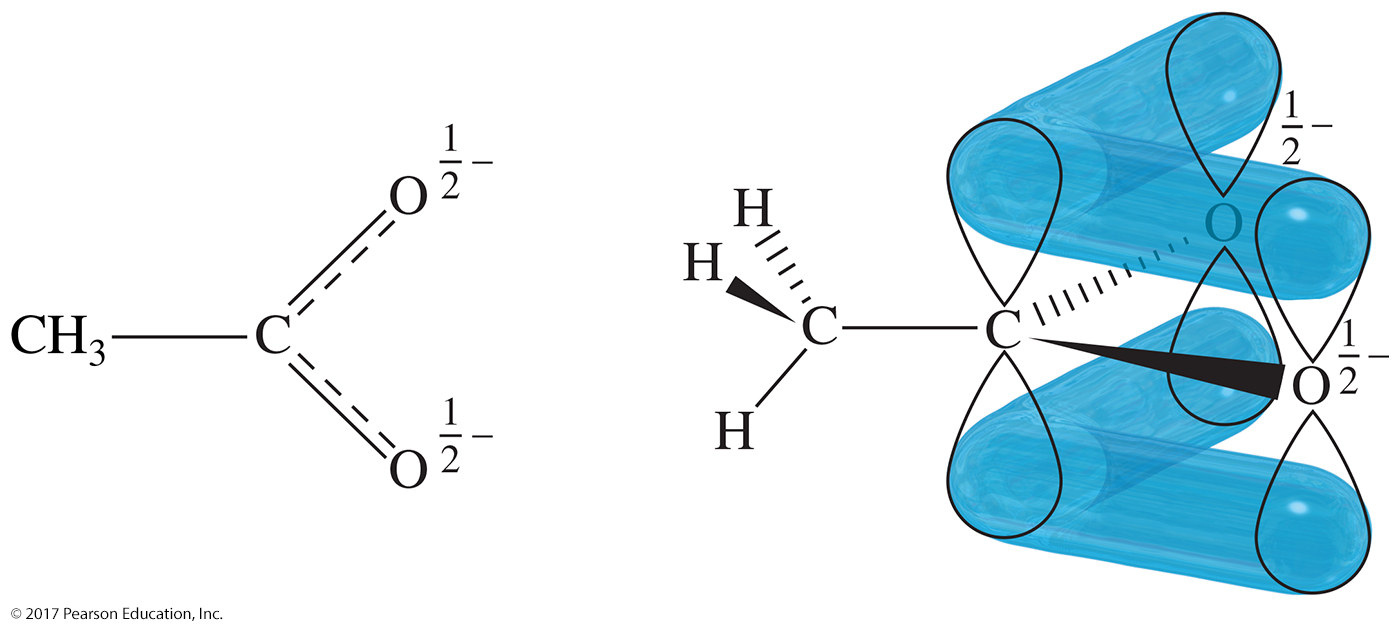 O 1/2 −
CH₃ C
O 1/2 −
H
H C
H
C
O 1/2 −
O 1/2 −
© 2017 Pearson Education, Inc.